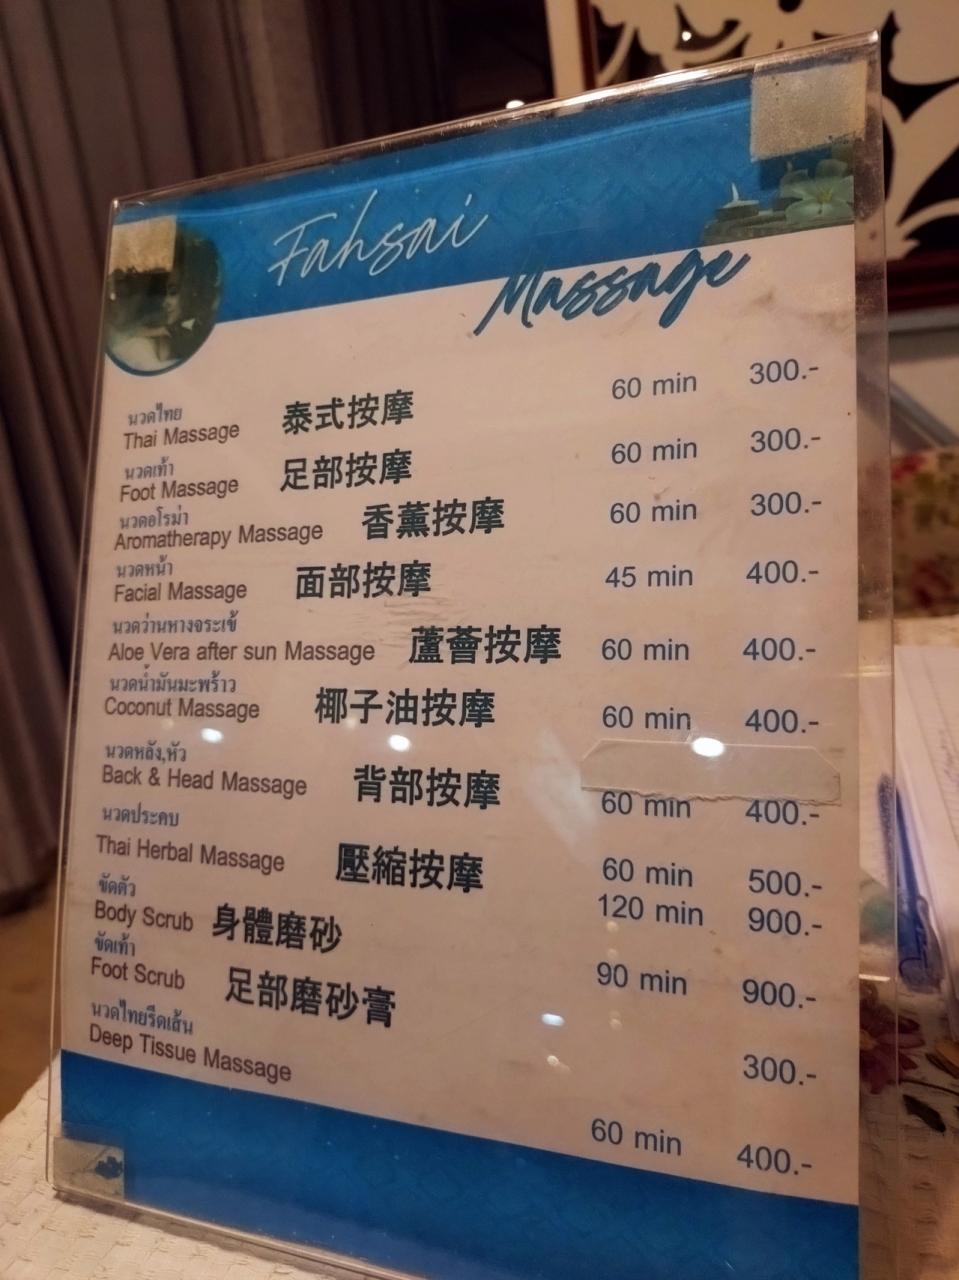 Fahsai
Massage
นวดไทย
Thai Massage 泰式按摩 60 min 300.-
นวดเท้า
Foot Massage 足部按摩 60 min 300.-
นวดอโรม่า
Aromatherapy Massage 香薰按摩 60 min 300.-
นวดหน้า
Facial Massage 面部按摩 45 min 400.-
นวดว่านหางจระเข้
Aloe Vera after sun Massage 蘆薈按摩 60 min 400.-
นวดน้ำมันมะพร้าว
Coconut Massage 椰子油按摩 60 min 400.-
นวดหลัง,หัว
Back & Head Massage 背部按摩 60 min 400.-
นวดประคบ
Thai Herbal Massage 壓縮按摩 60 min 500.-
120 min 900.-
ขัดตัว
Body Scrub 身體磨砂 90 min 900.-
ขัดเท้า
Foot Scrub 足部磨砂膏 300.-
นวดไทยรีดเส้น
Deep Tissue Massage 60 min 400.-